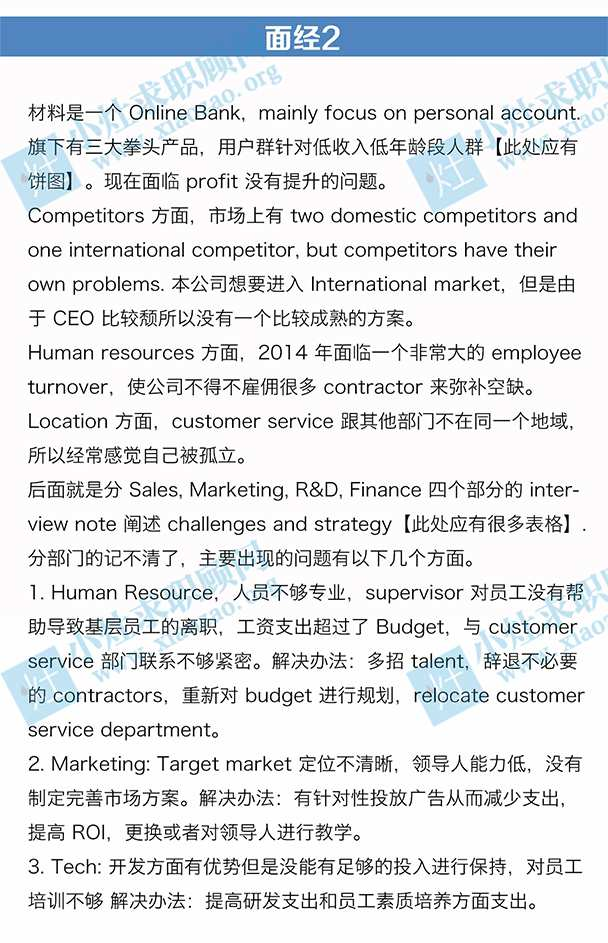 面经2
材料是一个 Online Bank，mainly focus on personal account.
旗下有三大拳头产品，用户群针对低收入低年龄段人群【此处应有
饼图】。现在面临 profit 没有提升的问题。
Competitors 方面，市场上有 two domestic competitors and
one international competitor, but competitors have their
own problems. 本公司想要进入 International market，但是由
于 CEO 比较颓所以没有一个比较成熟的方案。
Human resources 方面，2014 年面临一个非常大的 employee
turnover，使公司不得不雇佣很多 contractor 来弥补空缺。
Location 方面，customer service 跟其他部门不在同一个地域，
所以经常感觉自己被孤立。
后面就是分 Sales, Marketing, R&D, Finance 四个部分的 inter-
view note 阐述 challenges and strategy【此处应有很多表格】.
分部门的记不清了，主要出现的问题有以下几个方面。
1. Human Resource，人员不够专业，supervisor 对员工没有帮
助导致基层员工的离职，工资支出超过了 Budget，与 customer
service 部门联系不够紧密。解决办法：多招 talent，辞退不必要
的 contractors，重新对 budget 进行规划，relocate customer
service department。
2. Marketing: Target market 定位不清晰，领导人能力低，没有
制定完善市场方案。解决办法：有针对性投放广告从而减少支出，
提高 ROI，更换或者对领导人进行教学。
3. Tech: 开发方面有优势但是没能有足够的投入进行保持，对员工
培训不够 解决办法：提高研发支出和员工素质培养方面支出。
小灶求职顾问
www.xiaozao.org